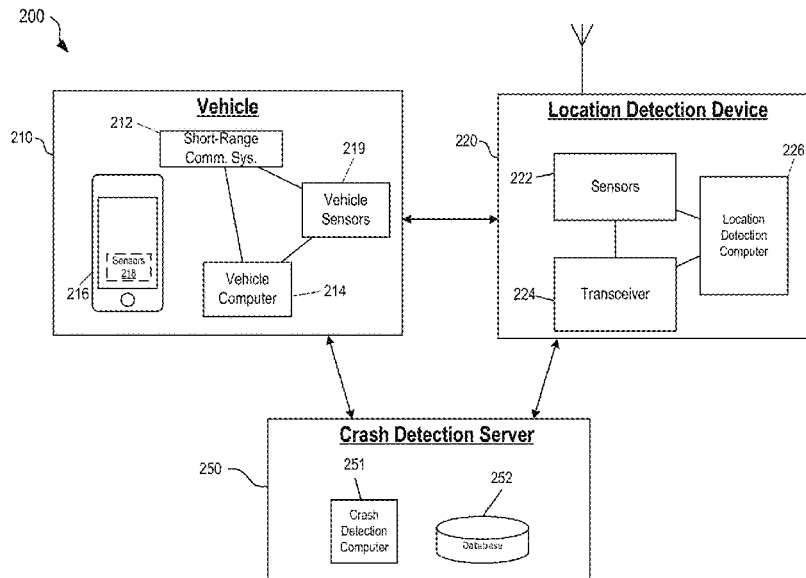 200
Vehicle
210
212
Short-Range
Comm. Sys.
219
Vehicle
Sensors
Sensors
218
216
Vehicle
Computer
214
Location Detection Device
220
222
Sensors
226
Location
Detection
Computer
224
Transceiver
Crash Detection Server
250
251
Crash
Detection
Computer
252
Database